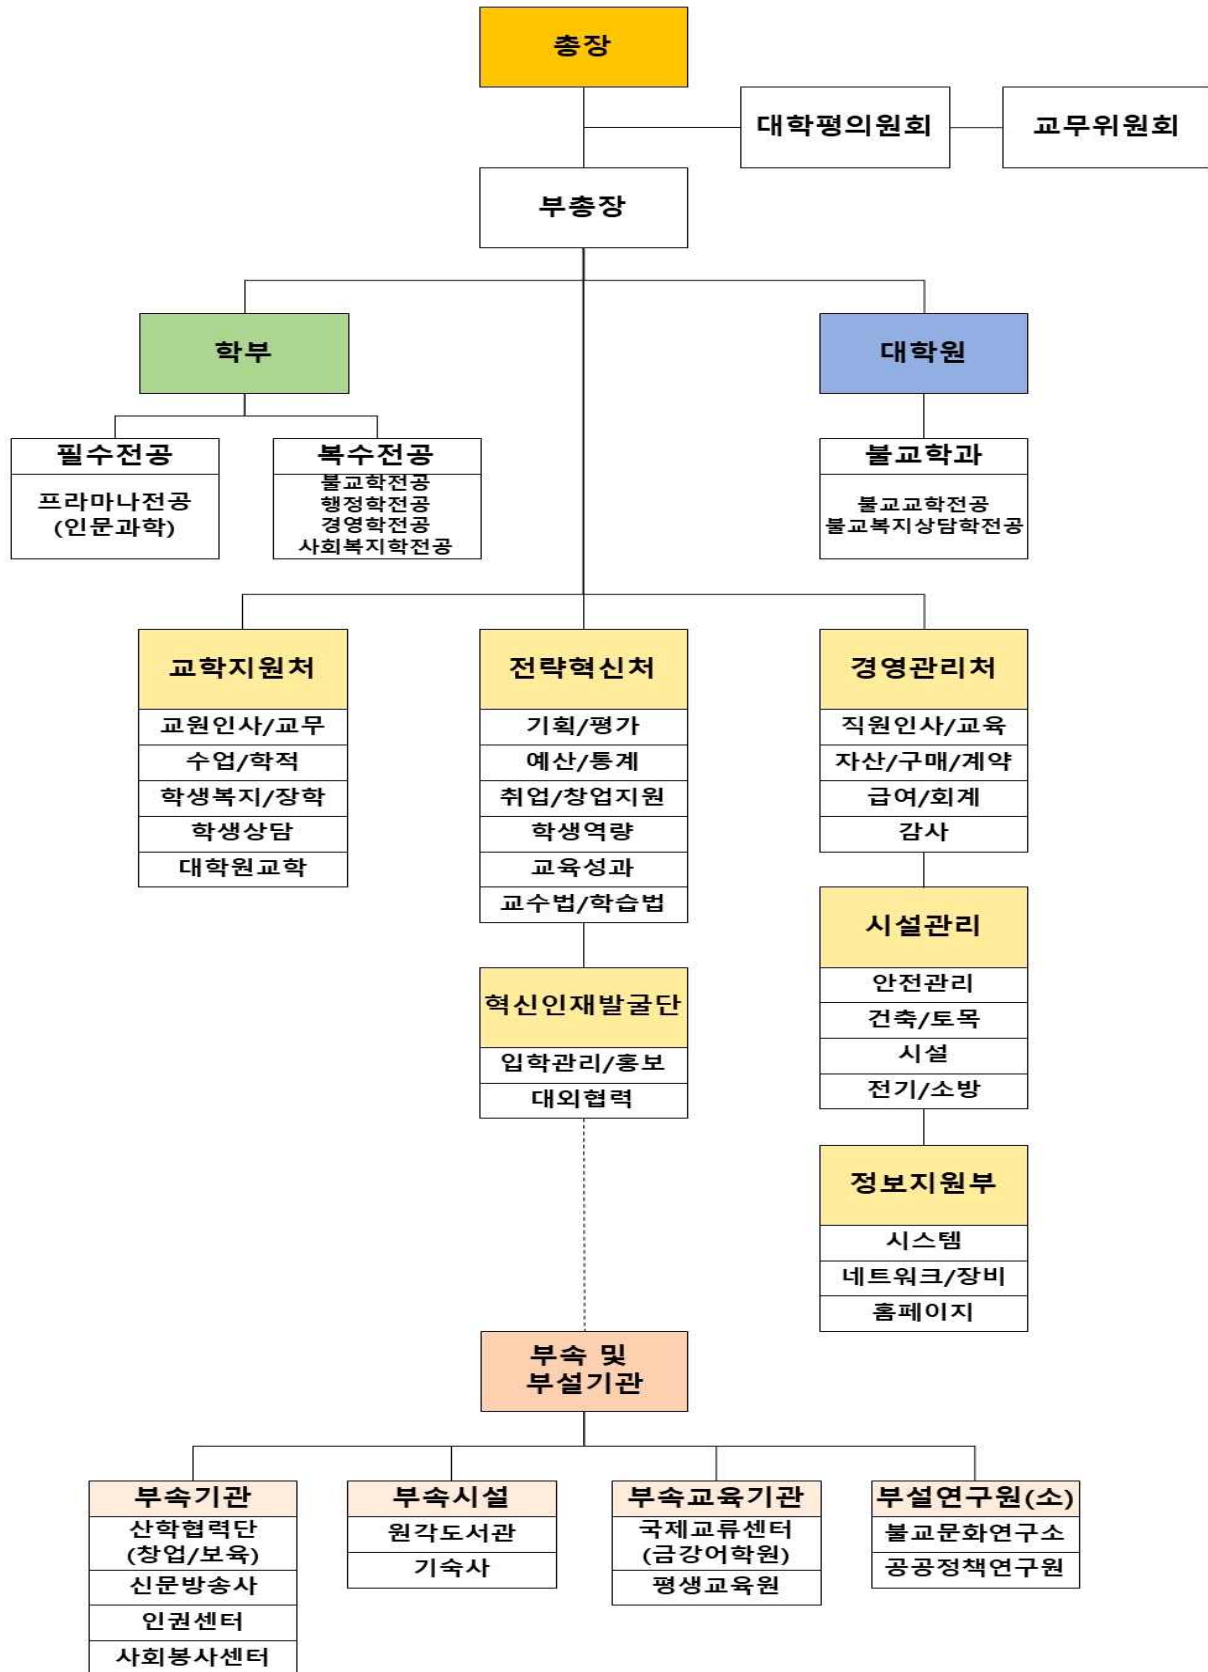 총장
대학평의원회
교무위원회
부총장
학부
대학원
필수전공
프라마나전공
(인문과학)
복수전공
불교학전공
행정학전공
경영학전공
사회복지학전공
불교학과
불교교학전공
불교복지상담학전공
교학지원처
교원인사/교무
수업/학적
학생복지/장학
학생상담
대학원교학
전략혁신처
기획/평가
예산/통계
취업/창업지원
학생역량
교육성과
교수법/학습법
혁신인재발굴단
입학관리/홍보
대외협력
경영관리처
직원인사/교육
자산/구매/계약
급여/회계
감사
시설관리
안전관리
건축/토목
시설
전기/소방
정보지원부
시스템
네트워크/장비
홈페이지
부속 및
부설기관
부속기관
산학협력단
(창업/보육)
신문방송사
인권센터
사회봉사센터
부속시설
원각도서관
기숙사
부속교육기관
국제교류센터
(금강어학원)
평생교육원
부설연구원(소)
불교문화연구소
공공정책연구원